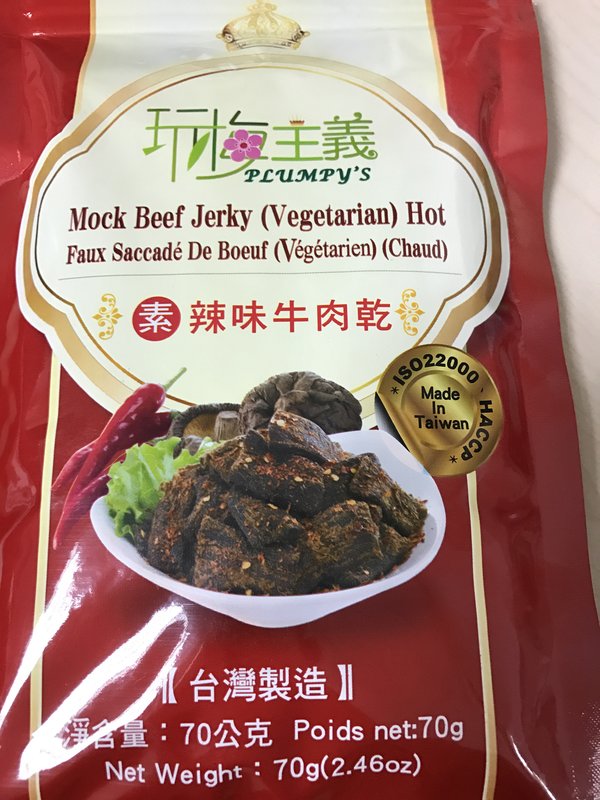 玩梅主義
PLUMPY'S
Mock Beef Jerky (Vegetarian) Hot
Faux Saccadé De Boeuf (Végétarien) (Chaud)
素 辣味牛肉乾
*ISO22000、HACCP*
Made
In
Taiwan
【台灣製造】
淨含量：70公克 Poids net:70g
Net Weight：70g(2.46oz)